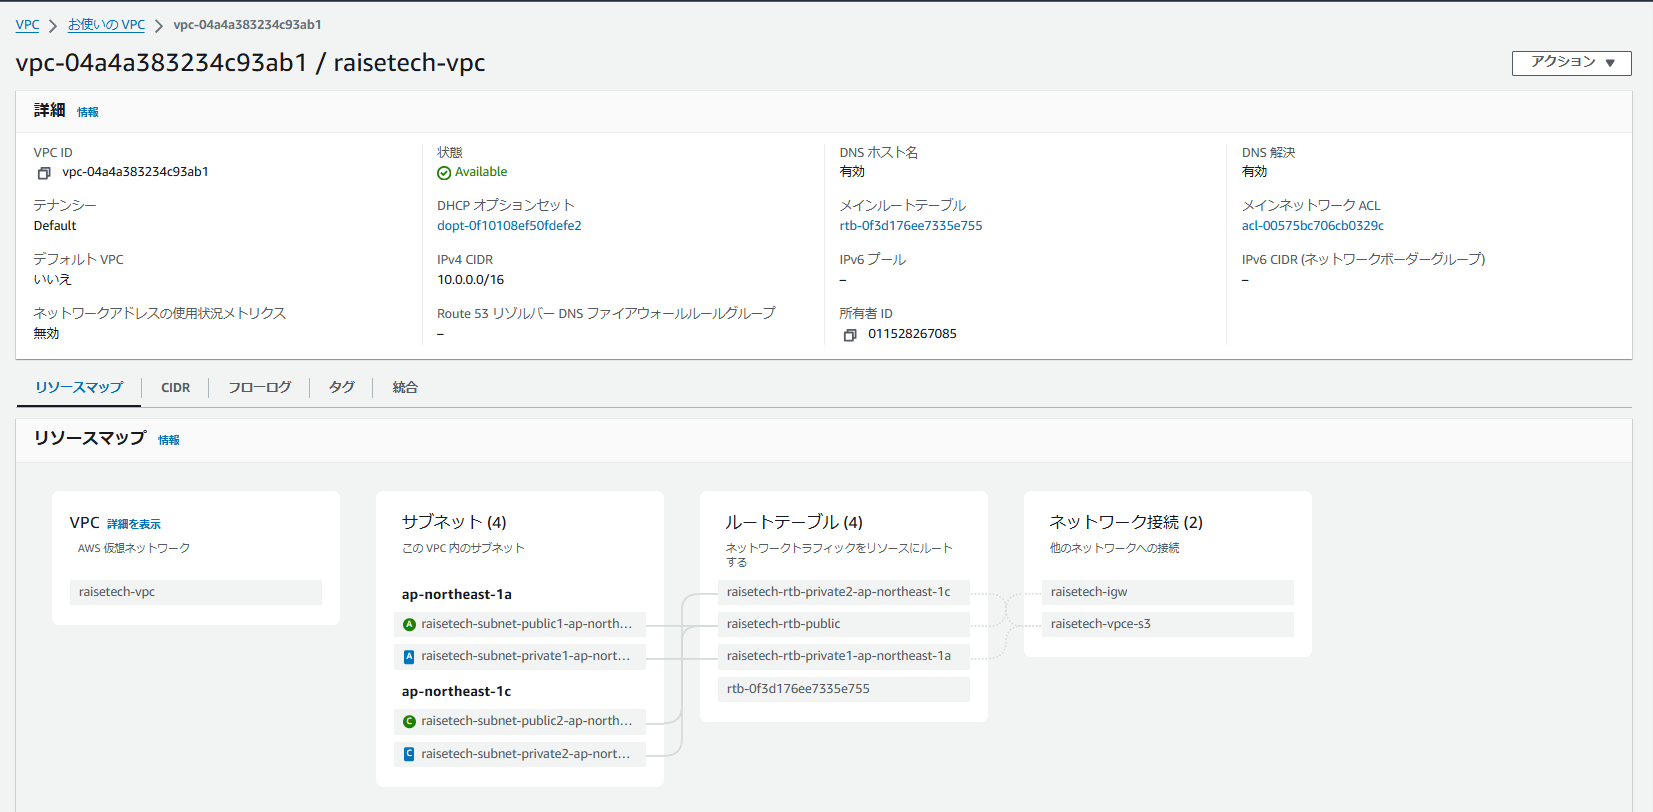 VPC > お使いの VPC > vpc-04a4a383234c93ab1
vpc-04a4a383234c93ab1 / raisetech-vpc
アクション ▼
詳細 情報
VPC ID
vpc-04a4a383234c93ab1
状態
Available
DNS ホスト名
有効
DNS 解決
有効
テナンシー
Default
DHCP オプションセット
dopt-0f10108ef50fdefe2
メインルートテーブル
rtb-0f3d176ee7335e755
メインネットワーク ACL
acl-00575bc706cb0329c
デフォルト VPC
いいえ
IPv4 CIDR
10.0.0.0/16
IPv6 プール
–
IPv6 CIDR (ネットワークボーダーグループ)
–
ネットワークアドレスの使用状況メトリクス
無効
Route 53 リゾルバー DNS ファイアウォールルールグループ
–
所有者 ID
011528267085
リソースマップ
CIDR
フローログ
タグ
統合
リソースマップ 情報
VPC 詳細を表示
AWS 仮想ネットワーク
raisetech-vpc
サブネット (4)
この VPC 内のサブネット
ap-northeast-1a
A raisetech-subnet-public1-ap-north...
A raisetech-subnet-private1-ap-nort...
ap-northeast-1c
C raisetech-subnet-public2-ap-north...
C raisetech-subnet-private2-ap-nort...
ルートテーブル (4)
ネットワークトラフィックをリソースにルート
する
raisetech-rtb-private2-ap-northeast-1c
raisetech-rtb-public
raisetech-rtb-private1-ap-northeast-1a
rtb-0f3d176ee7335e755
ネットワーク接続 (2)
他のネットワークへの接続
raisetech-igw
raisetech-vpce-s3